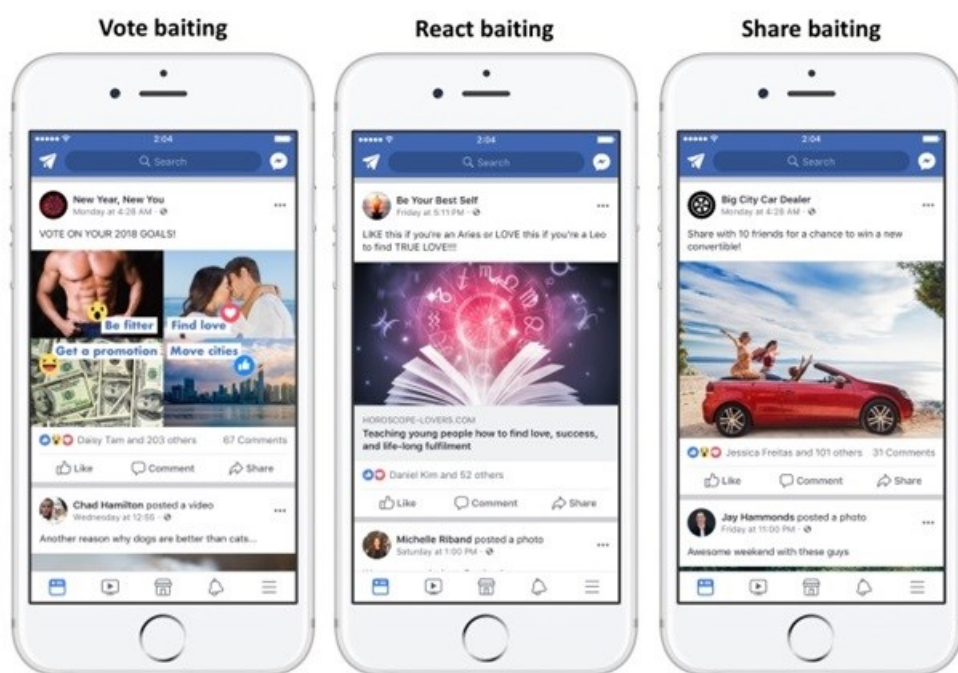 Vote baiting
React baiting
Share baiting
2:04
Search
New Year, New You
Monday at 4:28 AM
VOTE ON YOUR 2018 GOALS!
Be fitter
Find love
Get a promotion
Move cities
Daisy Tam and 203 others
67 Comments
Like
Comment
Share
Chad Hamilton posted a video
Wednesday at 12:55
Another reason why dogs are better than cats...
2:04
Search
Be Your Best Self
Friday at 5:11 PM
LIKE this if you're an Aries or LOVE this if you're a Leo
to find TRUE LOVE!!!!
HOROSCOPE-LOVERS.COM
Teaching young people how to find love, success,
and life-long fulfilment
Daniel Kim and 52 others
Like
Comment
Share
Michelle Riband posted a photo
Saturday at 1:00 PM
2:04
Search
Big City Car Dealer
Monday at 4:28 AM
Share with 10 friends for a chance to win a new
convertible!
Jessica Freitas and 101 others
31 Comments
Like
Comment
Share
Jay Hammonds posted a photo
Friday at 11:00 PM
Awesome weekend with these guys